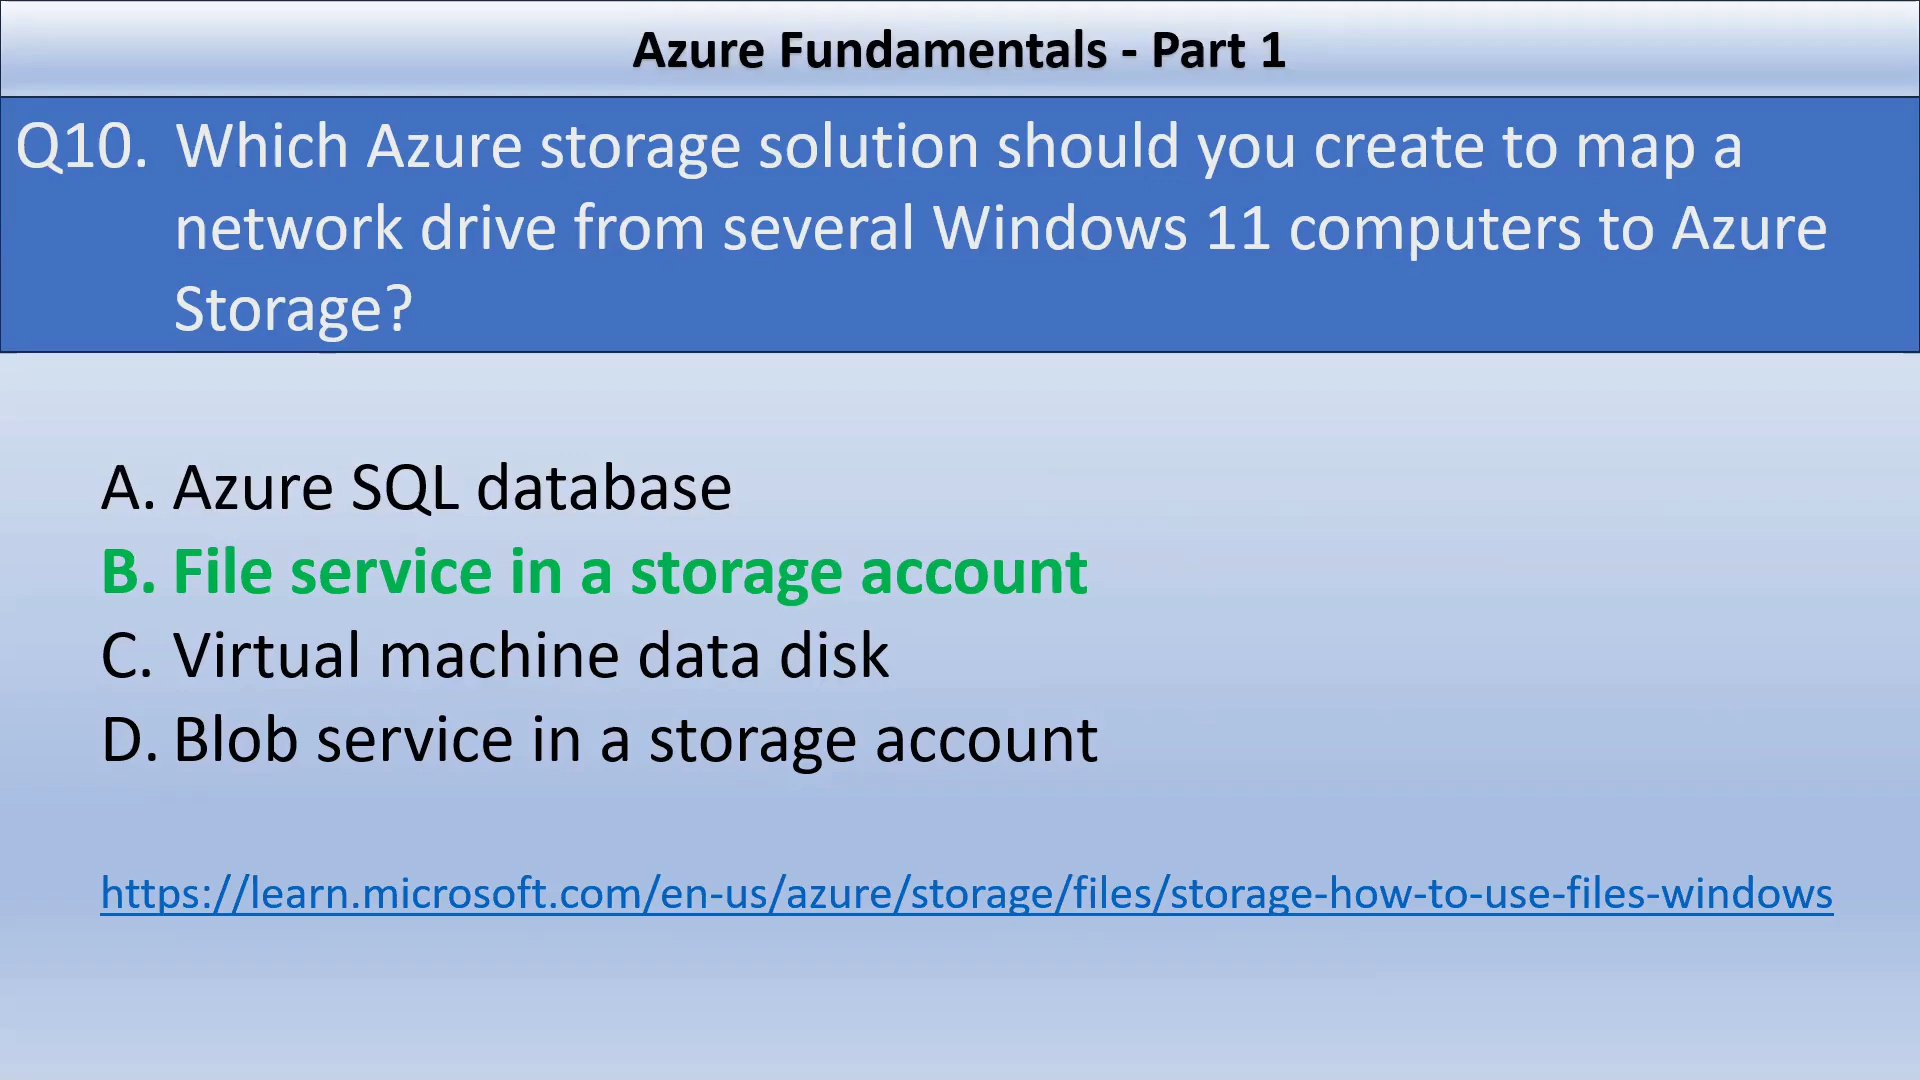 Azure Fundamentals - Part 1
Q10. Which Azure storage solution should you create to map a
network drive from several Windows 11 computers to Azure
Storage?
A. Azure SQL database
B. File service in a storage account
C. Virtual machine data disk
D. Blob service in a storage account
https://learn.microsoft.com/en-us/azure/storage/files/storage-how-to-use-files-windows